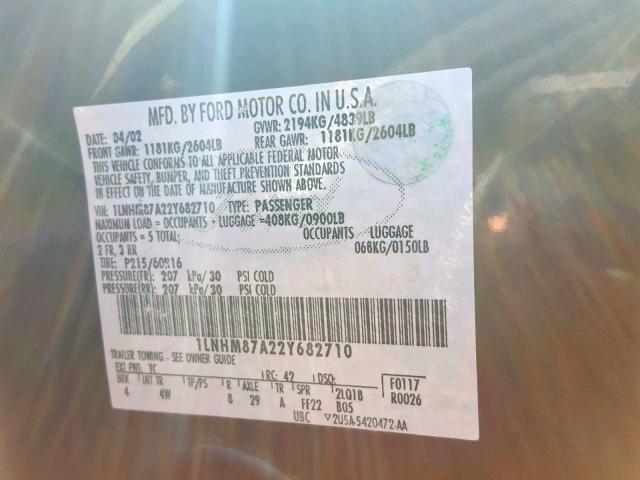 MFD. BY FORD MOTOR CO. IN U.S.A.
DATE: 04/02 GVWR: 2194KG/4839LB
FRONT GAWR: 1181KG/2604LB REAR GAWR: 1181KG/2604LB
THIS VEHICLE CONFORMS TO ALL APPLICABLE FEDERAL MOTOR
VEHICLE SAFETY, BUMPER, AND THEFT PREVENTION STANDARDS
IN EFFECT ON THE DATE OF MANUFACTURE SHOWN ABOVE.
VIN: 1LNHM87A22Y682710 TYPE: PASSENGER
MAXIMUM LOAD = OCCUPANTS + LUGGAGE =408KG/0900LB
OCCUPANTS = 5 TOTAL; OCCUPANTS LUGGAGE
2 FR, 3 RR 068KG/0150LB
TIRE: P215/60R16
PRESSURE(FR): 207 kPa/30 PSI COLD
PRESSURE(RR): 207 kPa/30 PSI COLD
1LNHM87A22Y682710
TRAILER TOWING - SEE OWNER GUIDE
EXT PNT: TC RC: 42 DSO: F0117
BRK INT TR TP/PS R AXLE TR SPR 2LQ18 R0026
4 4W 8 29 A FF22 B05
UBC ▽2U5A-5420472-AA